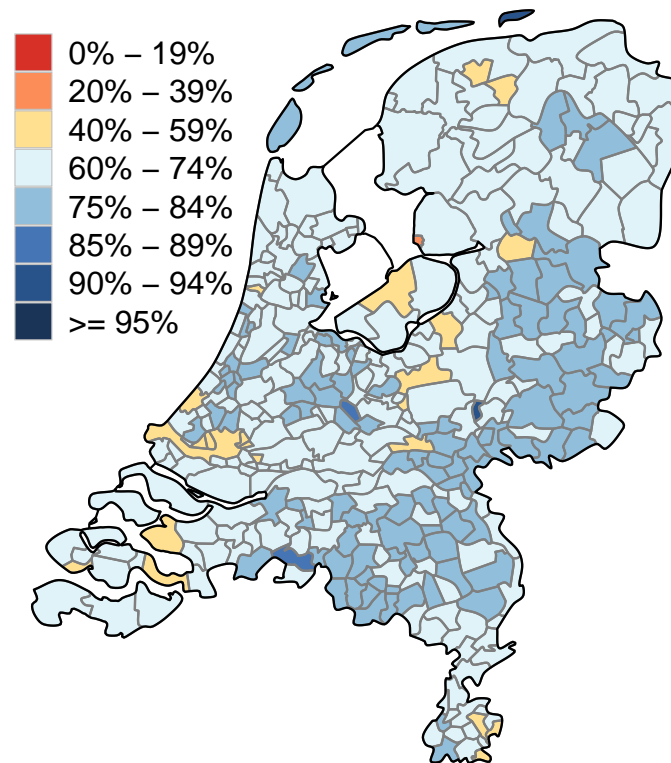 0% – 19%
20% – 39%
40% – 59%
60% – 74%
75% – 84%
85% – 89%
90% – 94%
>= 95%